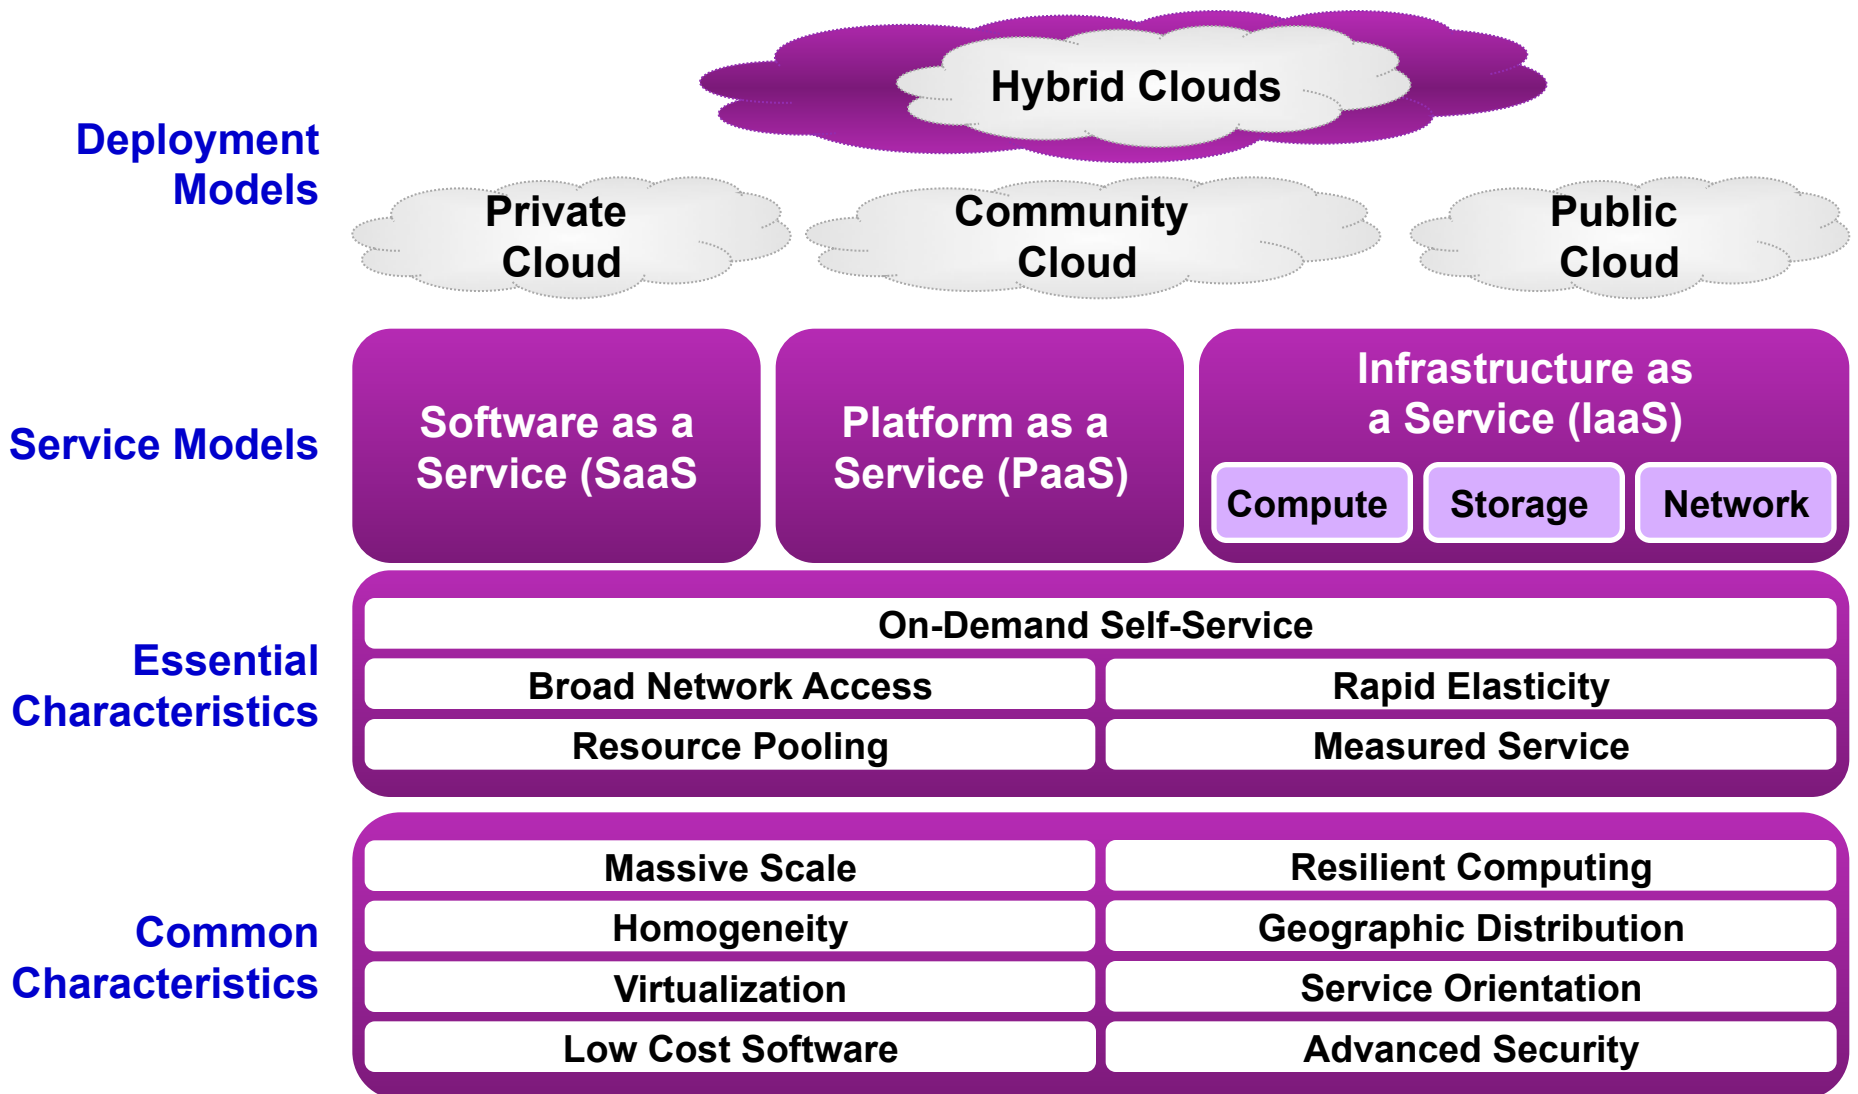 Hybrid Clouds
Deployment
Models
Private
Cloud
Community
Cloud
Public
Cloud
Service Models
Software as a
Service (SaaS
Platform as a
Service (PaaS)
Infrastructure as
a Service (IaaS)
Compute
Storage
Network
Essential
Characteristics
On-Demand Self-Service
Broad Network Access
Rapid Elasticity
Resource Pooling
Measured Service
Common
Characteristics
Massive Scale
Resilient Computing
Homogeneity
Geographic Distribution
Virtualization
Service Orientation
Low Cost Software
Advanced Security